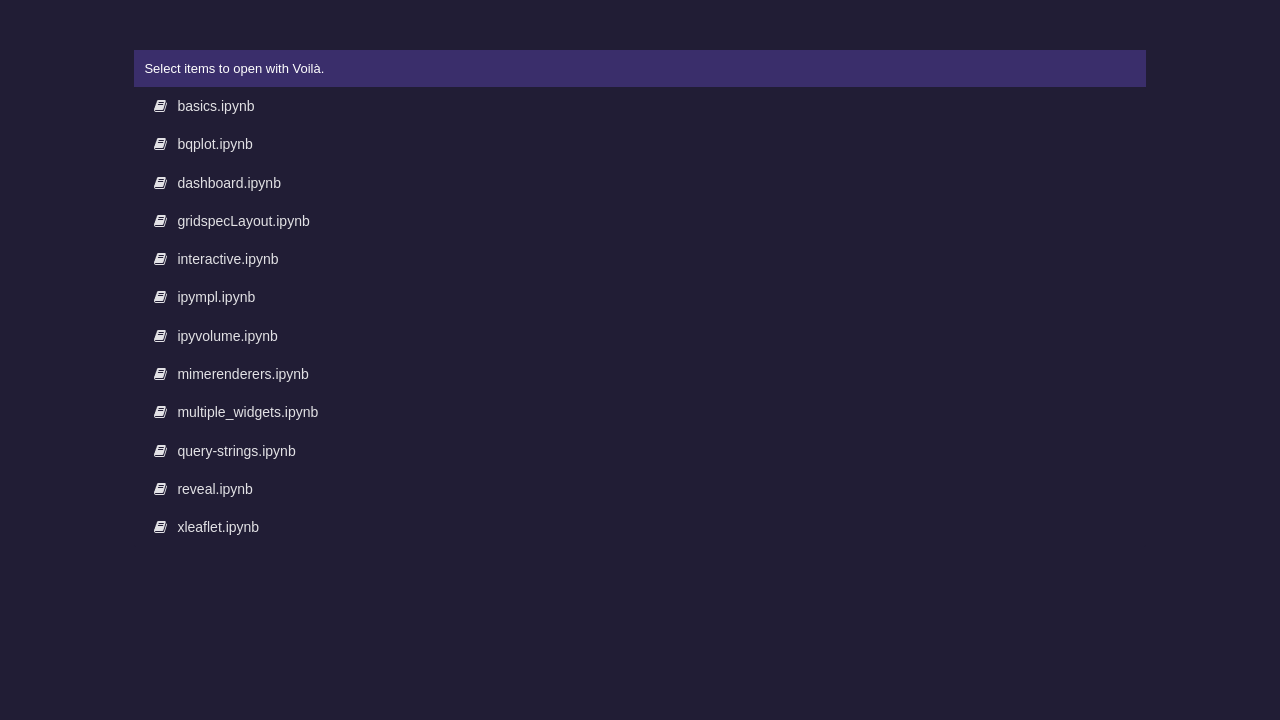 Select items to open with Voilà.
basics.ipynb
bqplot.ipynb
dashboard.ipynb
gridspecLayout.ipynb
interactive.ipynb
ipympl.ipynb
ipyvolume.ipynb
mimerenderers.ipynb
multiple_widgets.ipynb
query-strings.ipynb
reveal.ipynb
xleaflet.ipynb